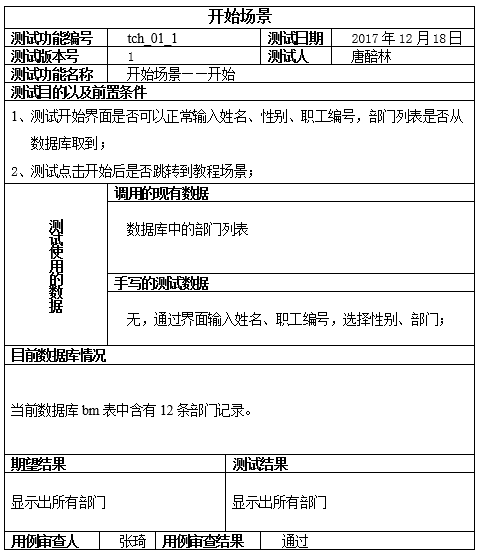 开始场景
测试功能编号 tch_01_1 测试日期 2017年12月18日
测试版本号 1 测试人 唐醅林
测试功能名称 开始场景——开始
测试目的以及前置条件
1、测试开始界面是否可以正常输入姓名、性别、职工编号，部门列表是否从
数据库取到；
2、测试点击开始后是否跳转到教程场景；
测试使用的数据
调用的现有数据
数据库中的部门列表
手写的测试数据
无，通过界面输入姓名、职工编号，选择性别、部门；
目前数据库情况
当前数据库 bm 表中含有 12 条部门记录。
期望结果 测试结果
显示出所有部门 显示出所有部门
用例审查人 张琦 用例审查结果 通过